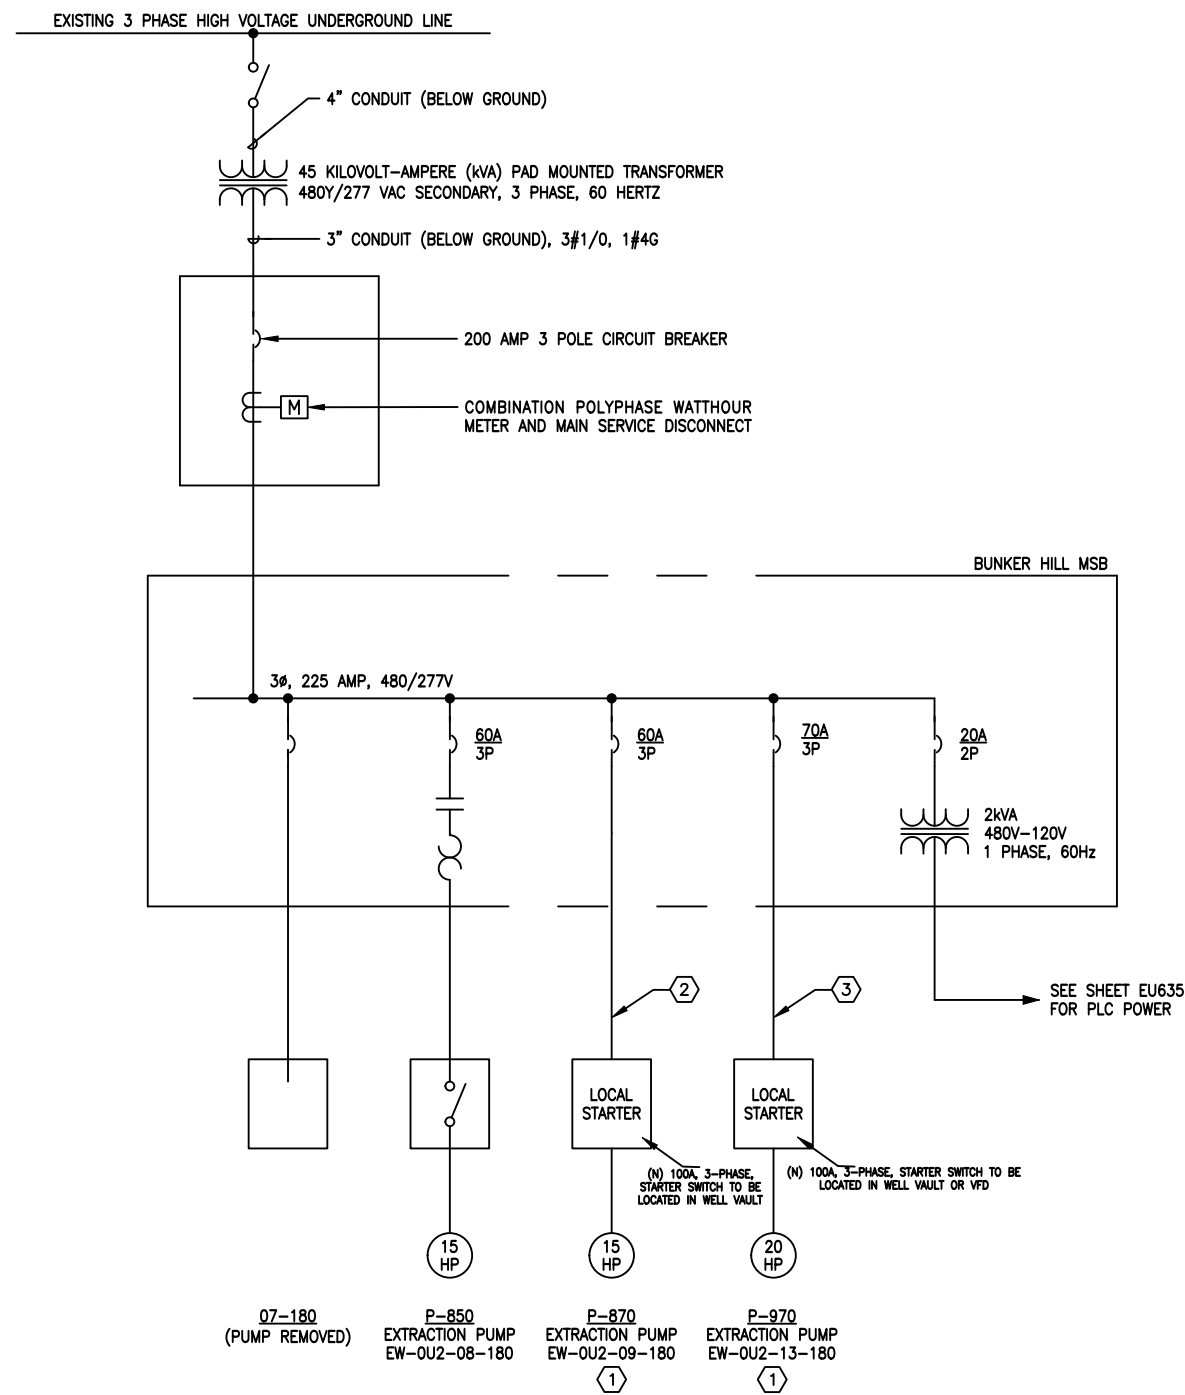 EXISTING 3 PHASE HIGH VOLTAGE UNDERGROUND LINE
4" CONDUIT (BELOW GROUND)
45 KILOVOLT-AMPERE (kVA) PAD MOUNTED TRANSFORMER
480Y/277 VAC SECONDARY, 3 PHASE, 60 HERTZ
3" CONDUIT (BELOW GROUND), 3#1/0, 1#4G
200 AMP 3 POLE CIRCUIT BREAKER
M
COMBINATION POLYPHASE WATTHOUR
METER AND MAIN SERVICE DISCONNECT
BUNKER HILL MSB
3ø, 225 AMP, 480/277V
60A
3P
60A
3P
70A
3P
20A
2P
2kVA
480V-120V
1 PHASE, 60Hz
2
3
SEE SHEET EU635
FOR PLC POWER
LOCAL
STARTER
LOCAL
STARTER
(N) 100A, 3-PHASE,
STARTER SWITCH TO BE
LOCATED IN WELL VAULT
(N) 100A, 3-PHASE, STARTER SWITCH TO BE
LOCATED IN WELL VAULT OR VFD
15
HP
15
HP
20
HP
07-180
(PUMP REMOVED)
P-850
EXTRACTION PUMP
EW-OU2-08-180
P-870
EXTRACTION PUMP
EW-OU2-09-180
1
P-970
EXTRACTION PUMP
EW-OU2-13-180
1